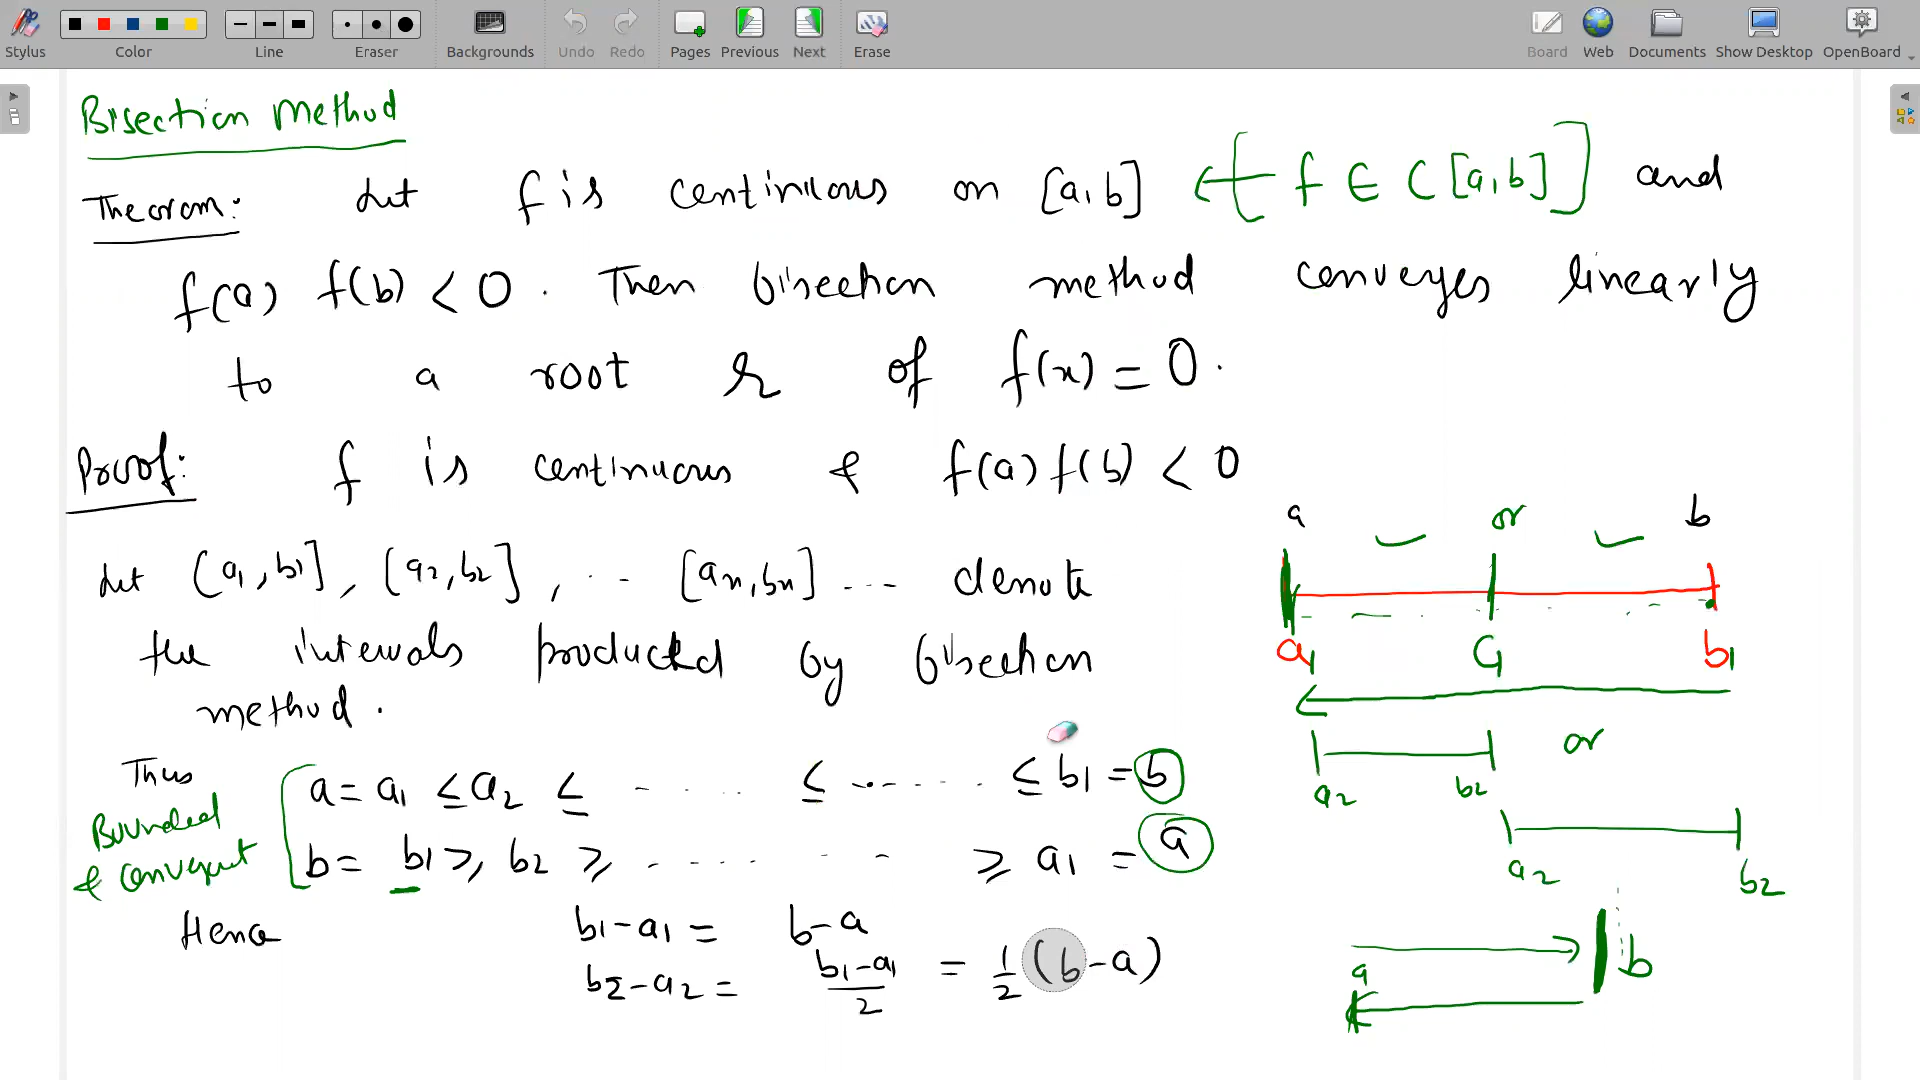 Stylus Color Line Eraser Backgrounds Undo Redo Pages Previous Next Erase Board Web Documents Show Desktop OpenBoard
Bisection Method
Theorem: Let f is continuous on [a,b] ← [f ∈ C[a,b]] and
f(a) f(b) < 0. Then bisection method converges linearly
to a root r of f(x) = 0.
Proof: f is continuous & f(a) f(b) < 0
a or b
Let [a1,b1], [a2,b2], ... [an,bn] ... denote
a1 C1 b1
the intervals produced by bisection
method.
or
a2 b2
Thus a = a1 ≤ a2 ≤ ..... ≤ ...... ≤ b1 = b
Bounded & convergent
b = b1 ≥ b2 ≥ ..... ≥ a1 = a
a2 b2
Hence b1-a1 = b-a
b2-a2 = (b1-a1)/2 = 1/2 (b-a)
a b